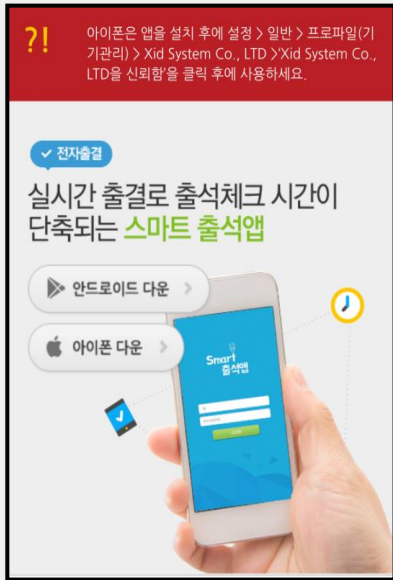 ?!
아이폰은 앱을 설치 후에 설정 > 일반 > 프로파일(기
기관리) > Xid System Co., LTD >'Xid System Co.,
LTD을 신뢰함'을 클릭 후에 사용하세요.
전자출결
실시간 출결로 출석체크 시간이
단축되는 스마트 출석앱
안드로이드 다운
아이폰 다운
Smart
출석앱
LOGIN